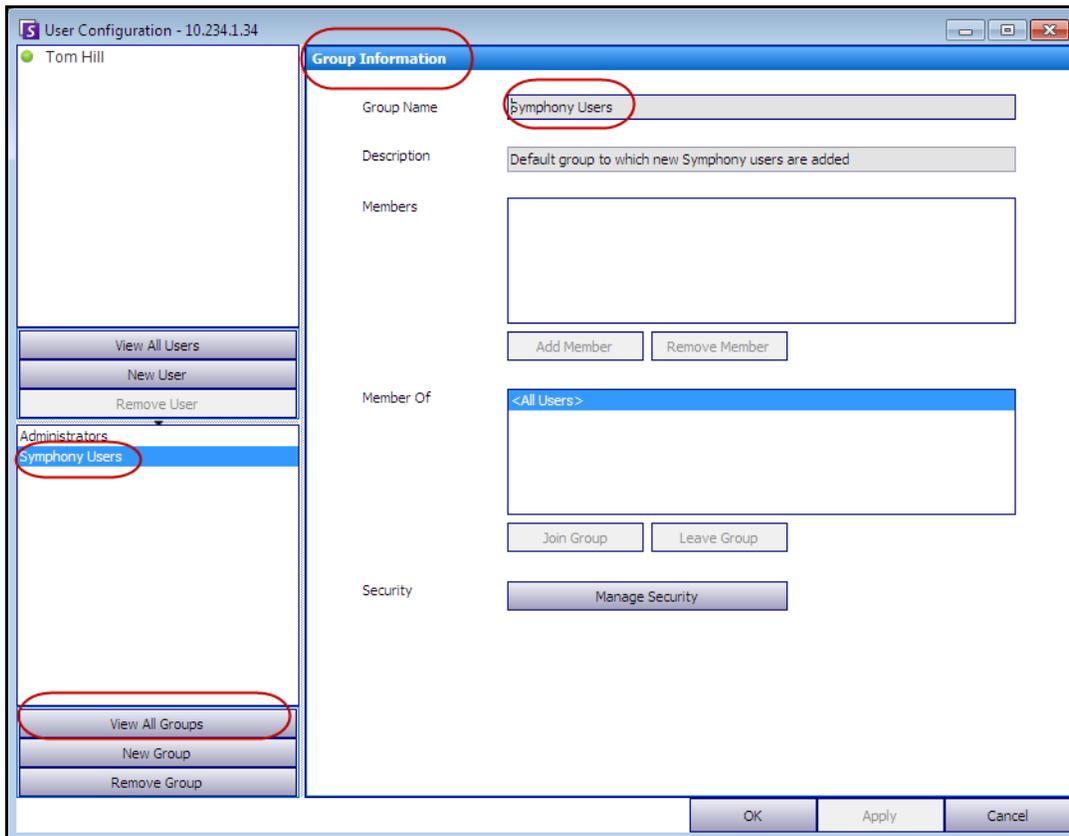 User Configuration - 10.234.1.34
Tom Hill
View All Users
New User
Remove User
Administrators
Symphony Users
View All Groups
New Group
Remove Group
Group Information
Group Name
Symphony Users
Description
Default group to which new Symphony users are added
Members
Add Member
Remove Member
Member Of
<All Users>
Join Group
Leave Group
Security
Manage Security
OK
Apply
Cancel